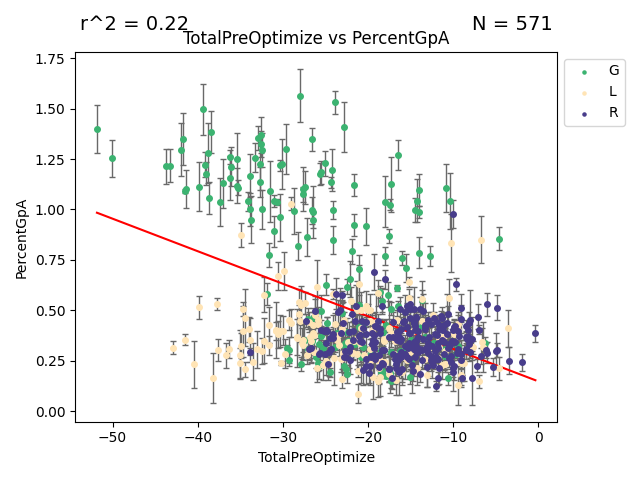 r^2 = 0.22
N = 571
TotalPreOptimize vs PercentGpA
G
L
R
1.75
1.50
1.25
1.00
0.75
0.50
0.25
0.00
PercentGpA
−50
−40
−30
−20
−10
0
TotalPreOptimize